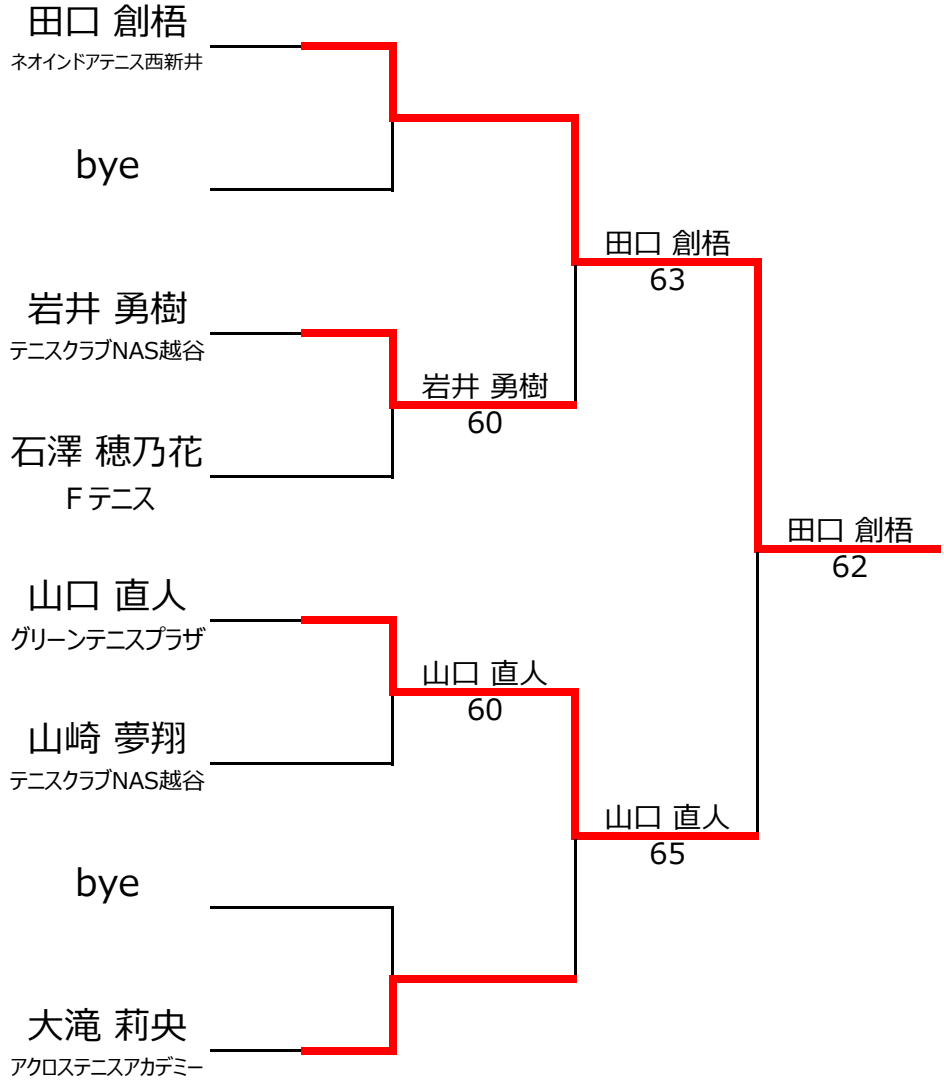 田口 創梧
ネオインドアテニス西新井
bye
田口 創梧
63
岩井 勇樹
テニスクラブNAS越谷
岩井 勇樹
60
石澤 穂乃花
Fテニス
田口 創梧
62
山口 直人
グリーンテニスプラザ
山口 直人
60
山崎 夢翔
テニスクラブNAS越谷
山口 直人
65
bye
大滝 莉央
アクロステニスアカデミー